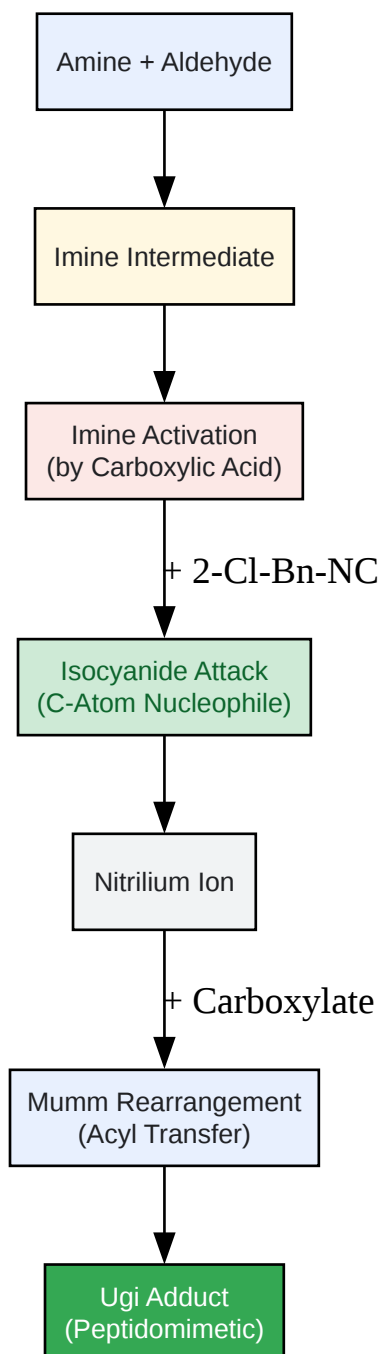 Amine + Aldehyde
Imine Intermediate
Imine Activation
(by Carboxylic Acid)
+ 2-Cl-Bn-NC
Isocyanide Attack
(C-Atom Nucleophile)
Nitrilium Ion
+ Carboxylate
Mumm Rearrangement
(Acyl Transfer)
Ugi Adduct
(Peptidomimetic)